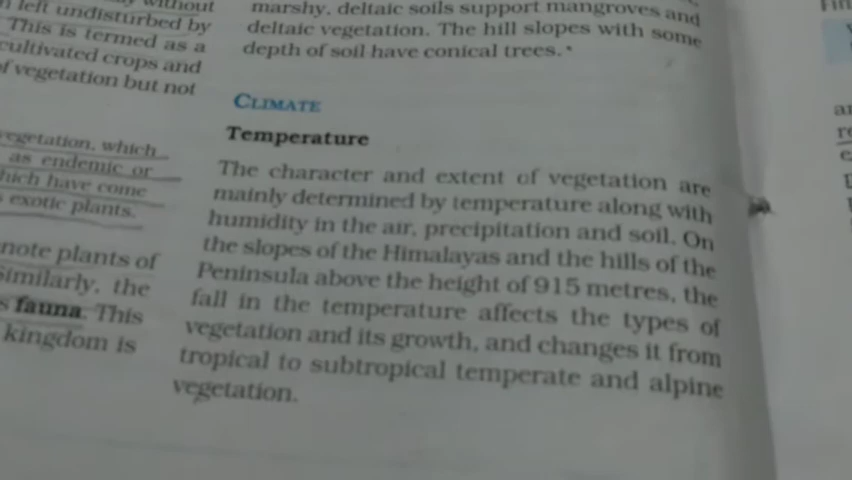 left undisturbed by
This is termed as a
cultivated crops and
of vegetation but not
vegetation, which
as endemic or
which have come
exotic plants.
note plants of
Similarly, the
fauna. This
kingdom is
marshy, deltaic soils support mangroves and
deltaic vegetation. The hill slopes with some
depth of soil have conical trees.
CLIMATE
Temperature
The character and extent of vegetation are
mainly determined by temperature along with
humidity in the air, precipitation and soil. On
the slopes of the Himalayas and the hills of the
Peninsula above the height of 915 metres, the
fall in the temperature affects the types of
vegetation and its growth, and changes it from
tropical to subtropical temperate and alpine
vegetation.